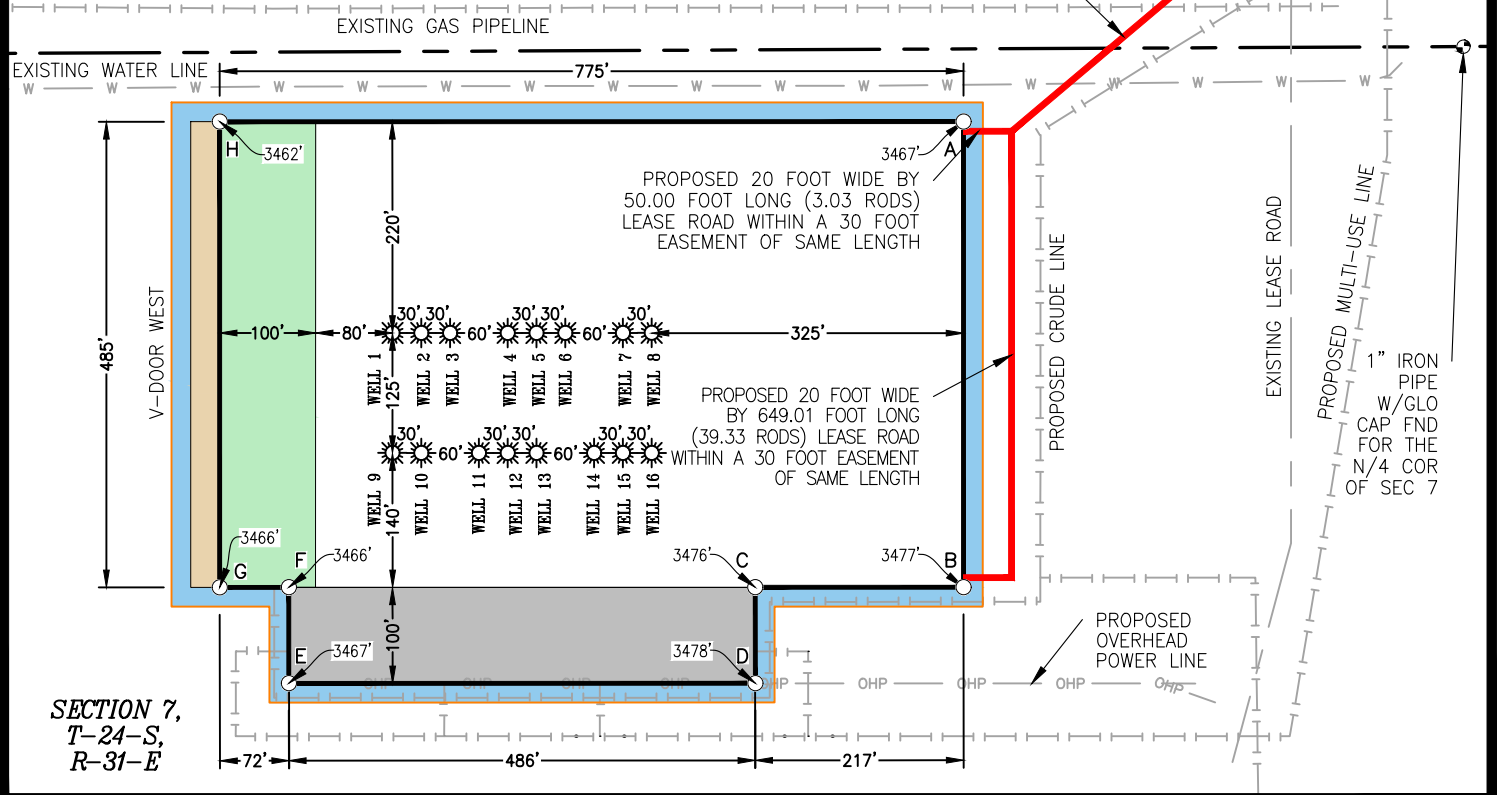 EXISTING GAS PIPELINE
EXISTING WATER LINE
775'
W W W W W W W W W W W W W W W W W
H
3462'
3467'
A
PROPOSED 20 FOOT WIDE BY
50.00 FOOT LONG (3.03 RODS)
LEASE ROAD WITHIN A 30 FOOT
EASEMENT OF SAME LENGTH
220'
485'
V-DOOR WEST
30' 30' 30' 30' 30'
100' 80' 60' 60' 325'
WELL 1
WELL 2
WELL 3
WELL 4
WELL 5
WELL 6
WELL 7
WELL 8
125'
PROPOSED 20 FOOT WIDE
BY 649.01 FOOT LONG
(39.33 RODS) LEASE ROAD
WITHIN A 30 FOOT EASEMENT
OF SAME LENGTH
30' 30' 30' 30' 30'
60' 60'
WELL 9
WELL 10
WELL 11
WELL 12
WELL 13
WELL 14
WELL 15
WELL 16
140'
PROPOSED CRUDE LINE
EXISTING LEASE ROAD
PROPOSED MULTI-USE LINE
1" IRON
PIPE
W/GLO
CAP FND
FOR THE
N/4 COR
OF SEC 7
3466'
G
F
3466'
3476'
C
3477'
B
100'
E
3467'
3478'
D
PROPOSED
OVERHEAD
POWER LINE
OHP OHP OHP OHP OHP OHP OHP OHP OHP
SECTION 7,
T-24-S,
R-31-E
72' 486' 217'